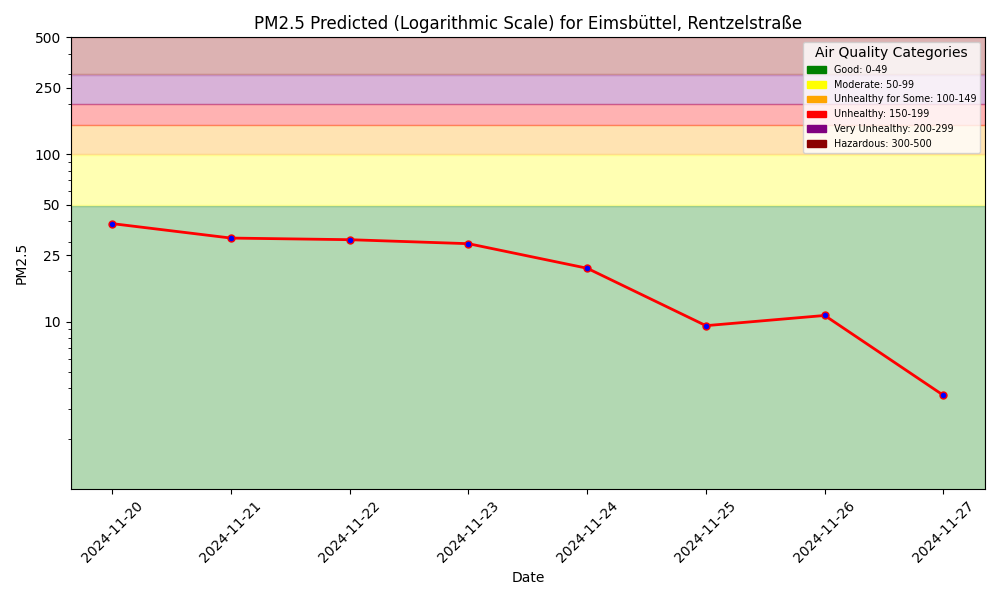 PM2.5 Predicted (Logarithmic Scale) for Eimsbüttel, Rentzelstraße
500
250
100
50
25
10
PM2.5
Air Quality Categories
Good: 0-49
Moderate: 50-99
Unhealthy for Some: 100-149
Unhealthy: 150-199
Very Unhealthy: 200-299
Hazardous: 300-500
2024-11-20
2024-11-21
2024-11-22
2024-11-23
2024-11-24
2024-11-25
2024-11-26
2024-11-27
Date